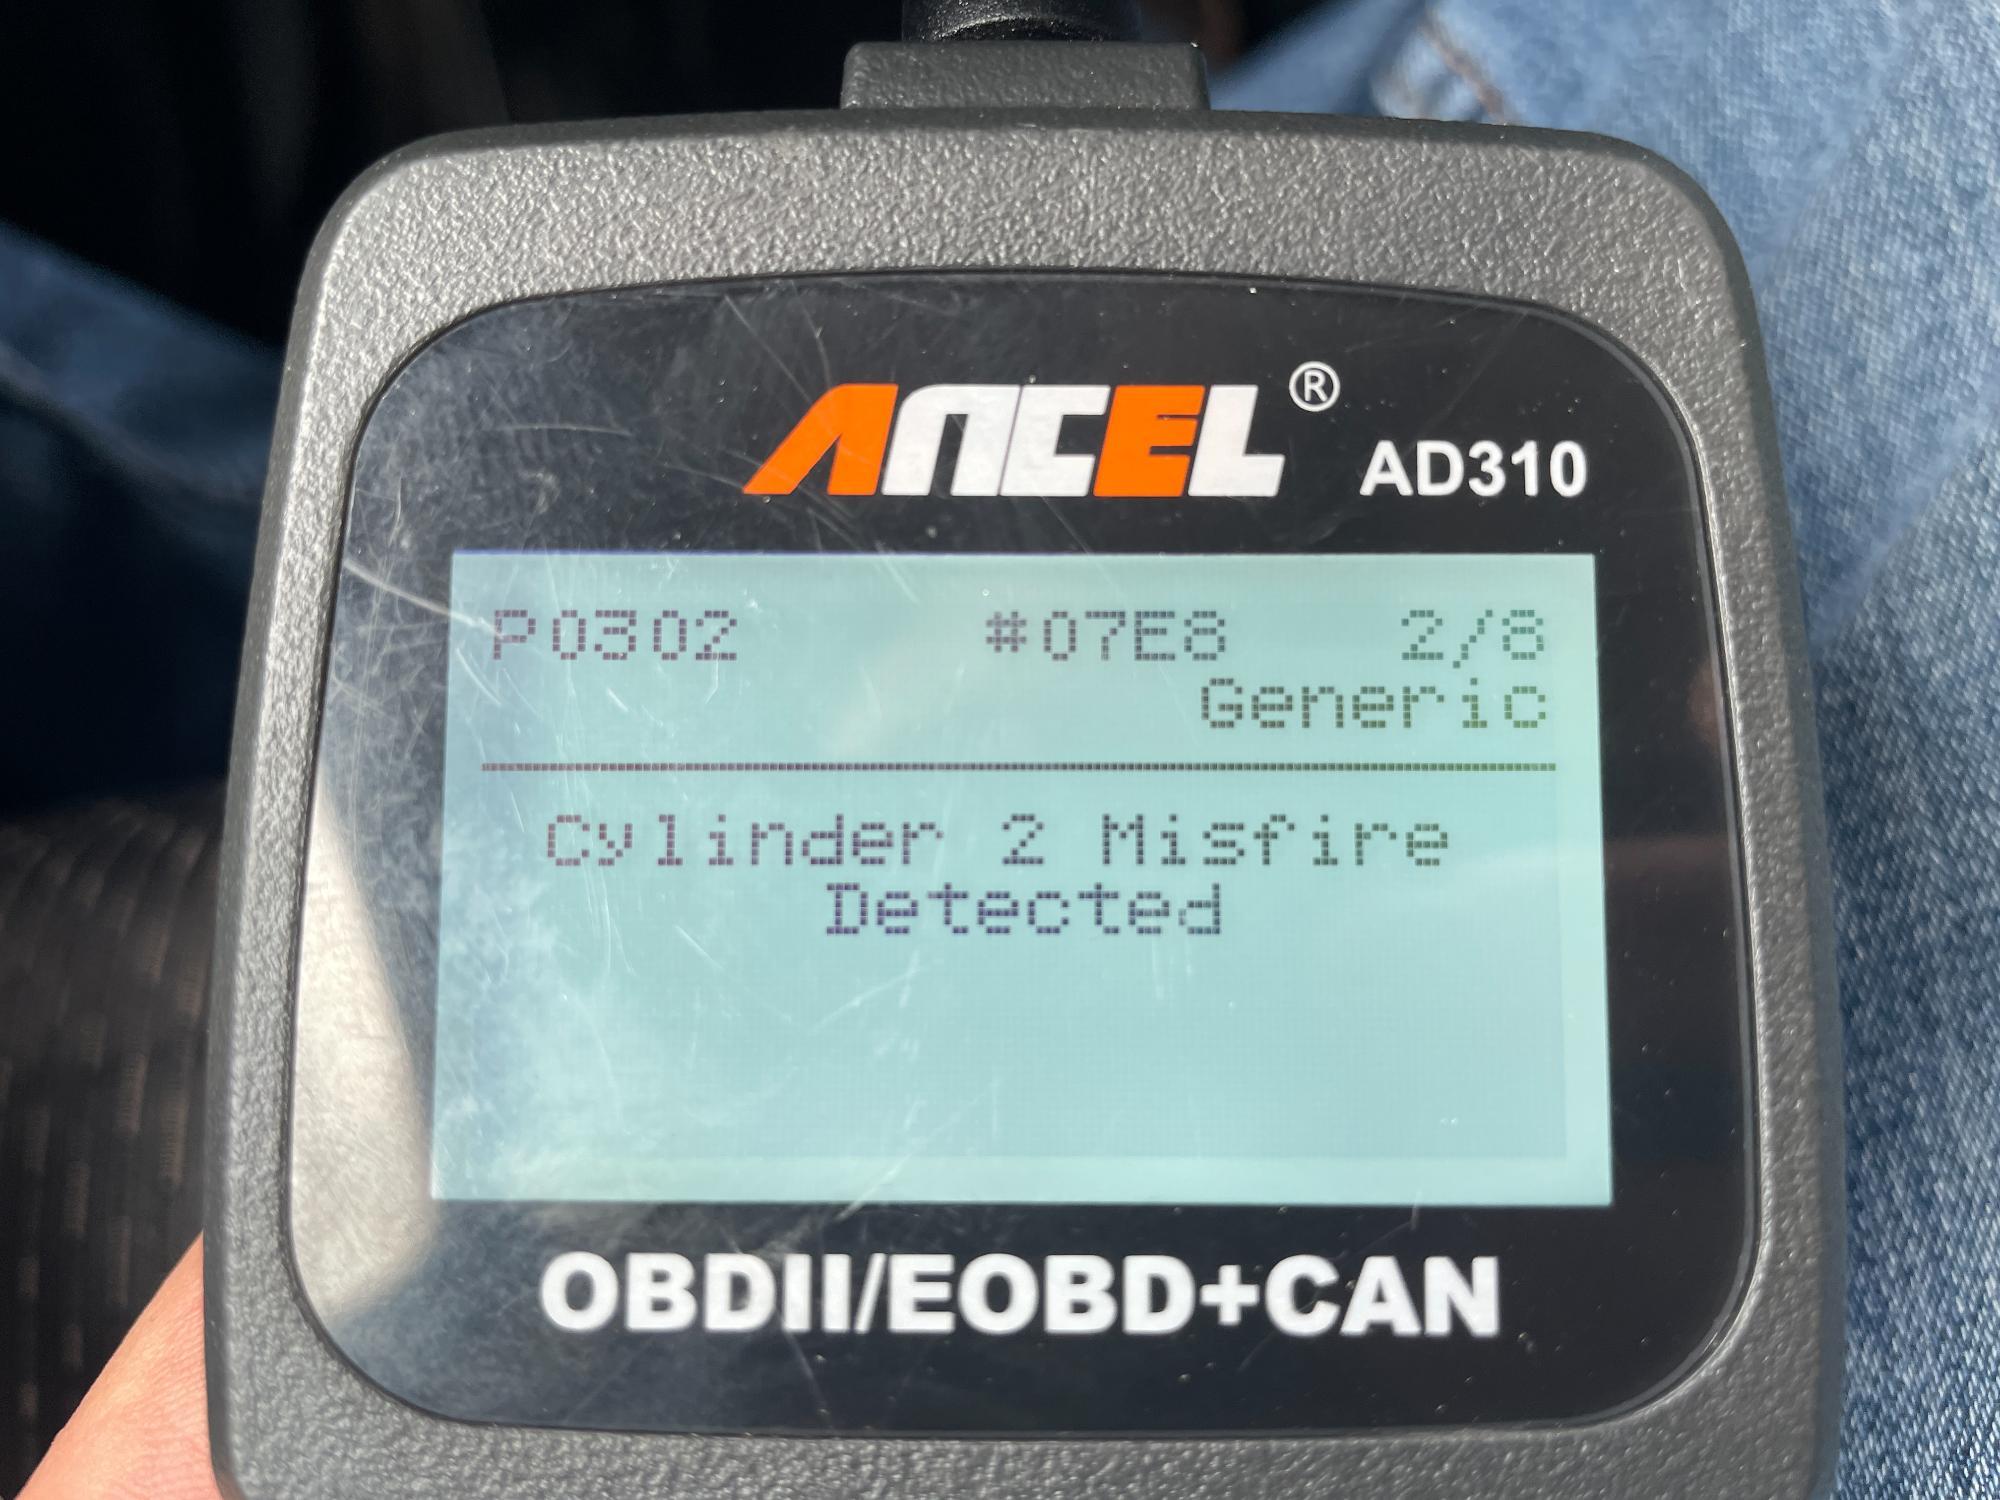 ANCEL®
AD310
P0302 #07E8 2/8
Generic
Cylinder 2 Misfire
Detected
OBDII/EOBD+CAN